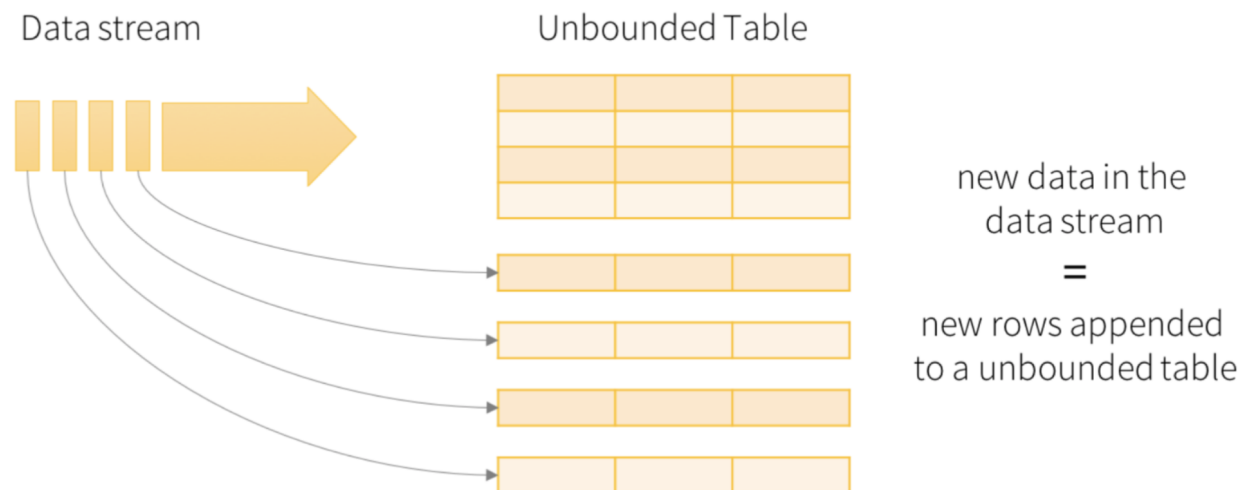 Data stream
Unbounded Table
new data in the
data stream
=
new rows appended
to a unbounded table